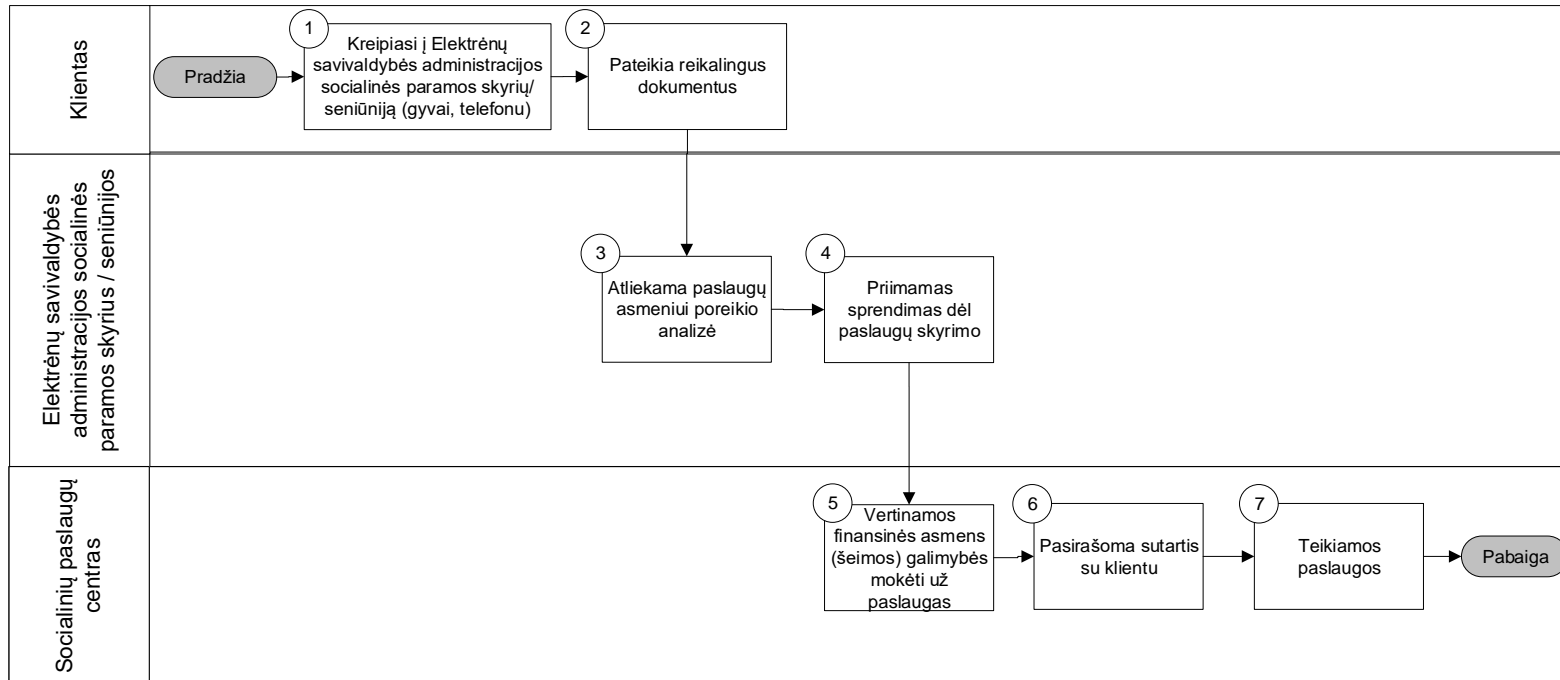 Klientas
Pradžia
1
Kreipiasi į Elektrėnų
savivaldybės administracijos
socialinės paramos skyrių/
seniūniją (gyvai, telefonu)
2
Pateikia reikalingus
dokumentus
Elektrėnų savivaldybės
administracijos socialinės
paramos skyrius / seniūnijos
3
Atliekama paslaugų
asmeniui poreikio
analizė
4
Priimamas
sprendimas dėl
paslaugų skyrimo
Socialinių paslaugų
centras
5
Vertinamos
finansinės asmens
(šeimos) galimybės
mokėti už
paslaugas
6
Pasirašoma sutartis
su klientu
7
Teikiamos
paslaugos
Pabaiga